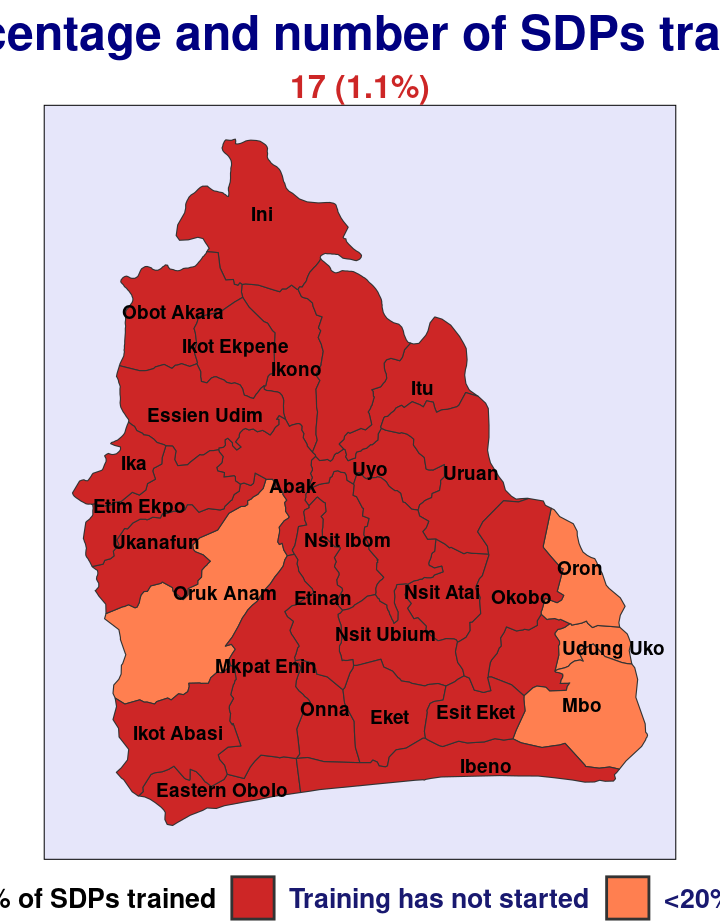 centage and number of SDPs tra
17 (1.1%)
Ini
Obot Akara
Ikot Ekpene
Ikono
Itu
Essien Udim
Ika
Uyo
Uruan
Abak
Etim Ekpo
Ukanafun
Nsit Ibom
Oron
Oruk Anam
Etinan
Nsit Atai
Okobo
Nsit Ubium
Udung Uko
Mkpat Enin
Onna
Eket
Esit Eket
Mbo
Ikot Abasi
Ibeno
Eastern Obolo
% of SDPs trained Training has not started <20%